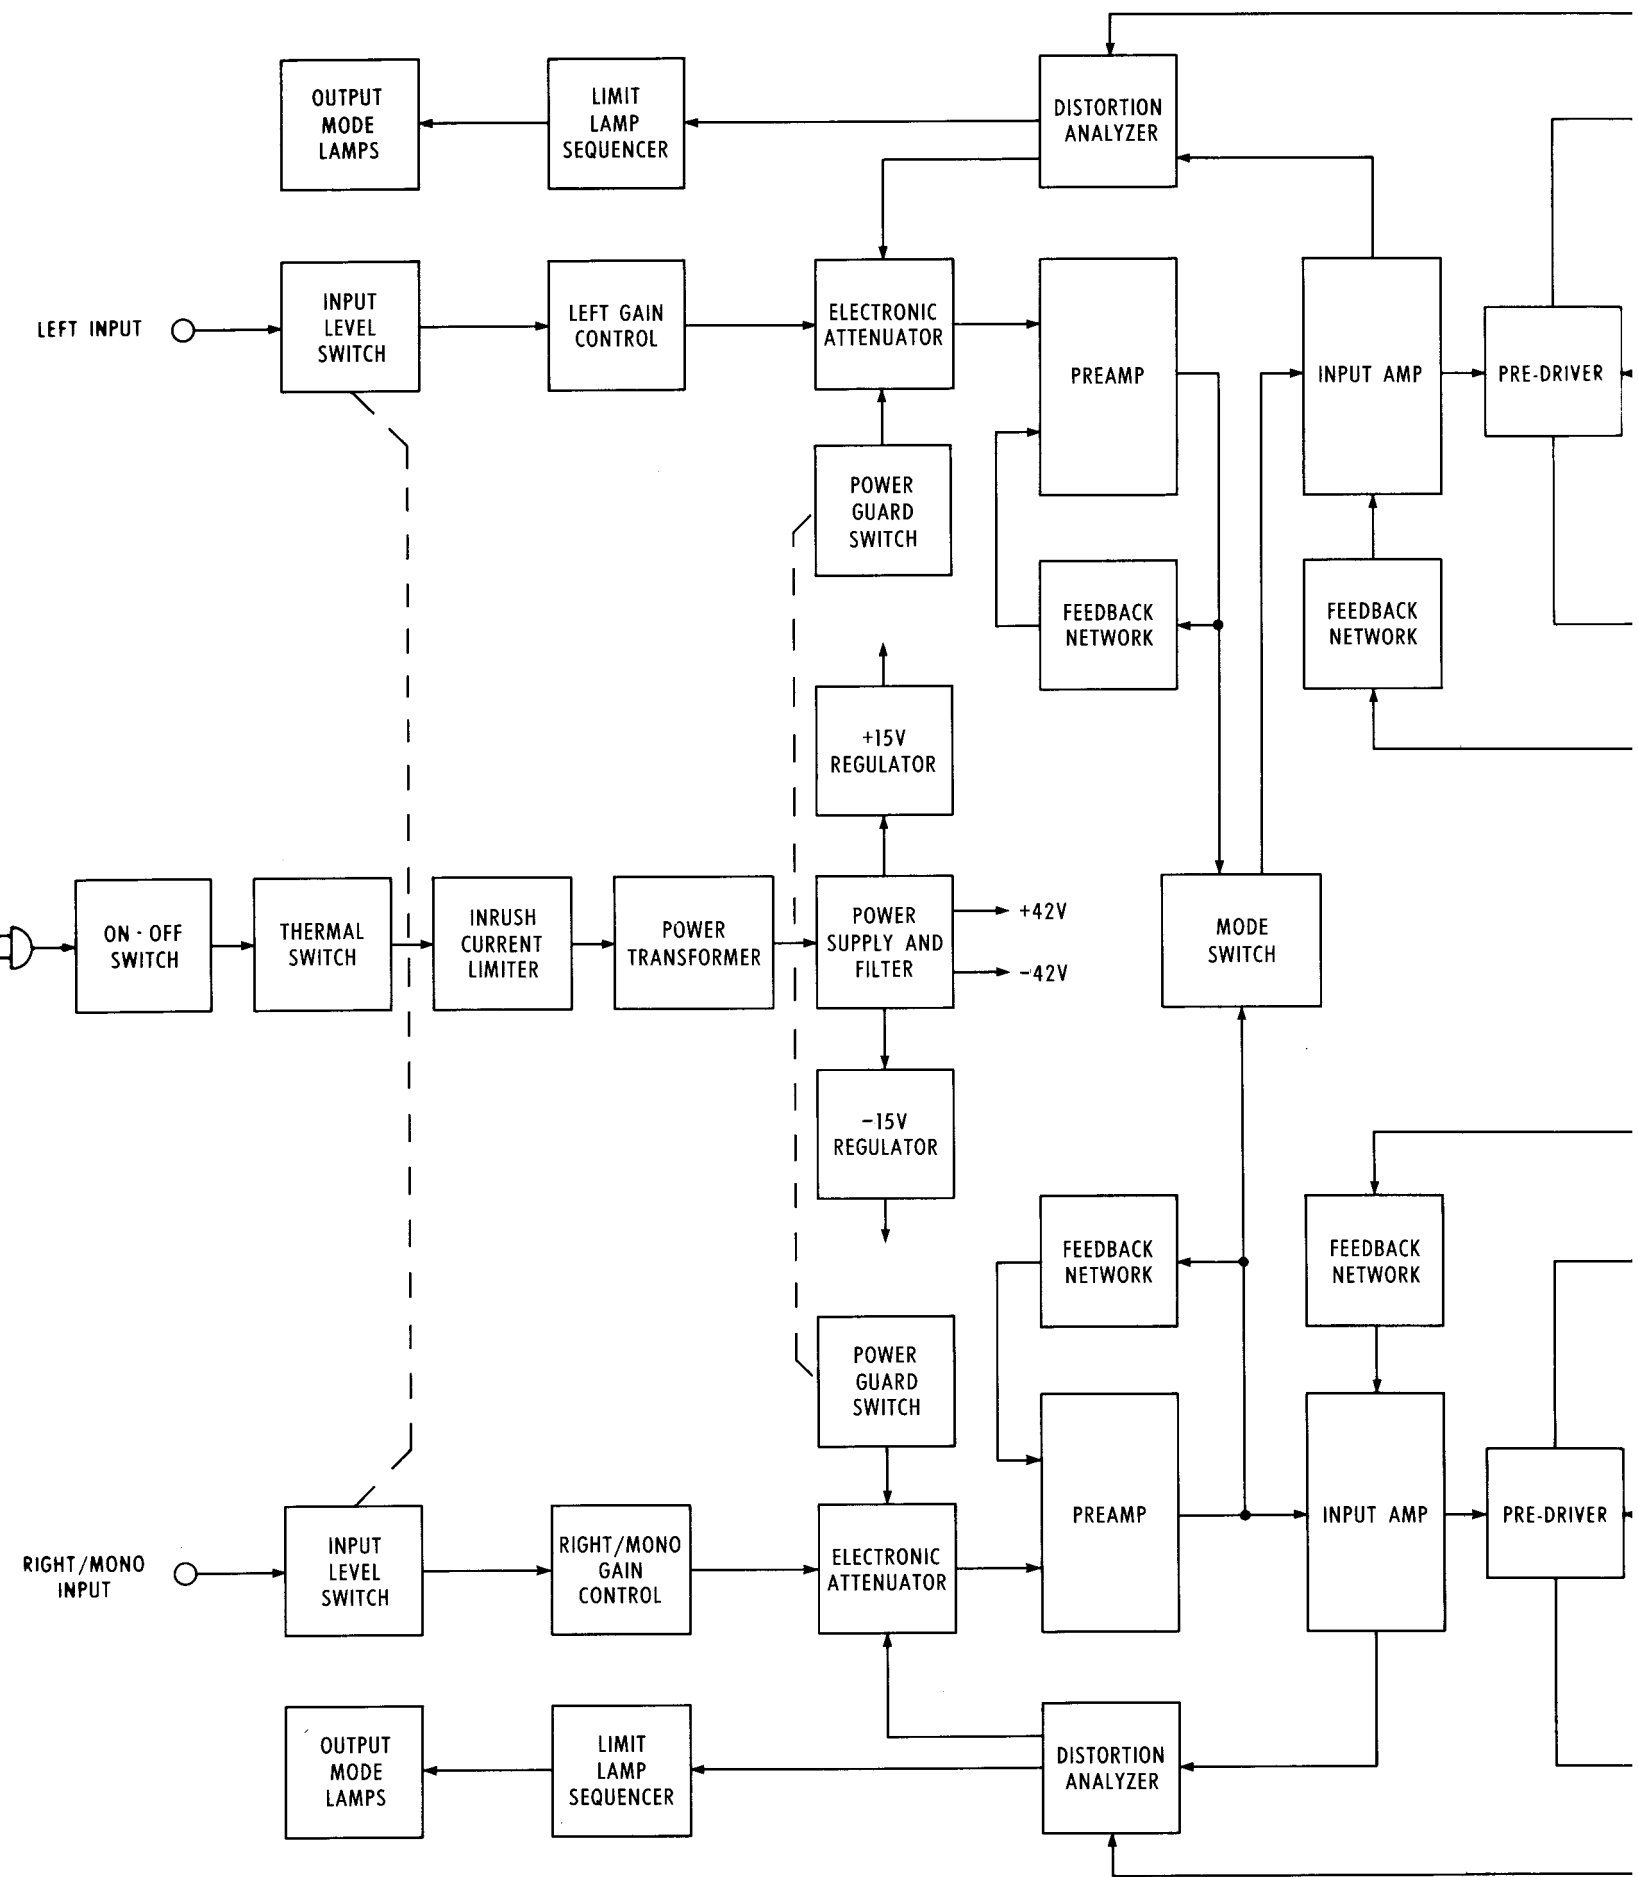 OUTPUT
MODE
LAMPS
LIMIT
LAMP
SEQUENCER
DISTORTION
ANALYZER
LEFT INPUT
INPUT
LEVEL
SWITCH
LEFT GAIN
CONTROL
ELECTRONIC
ATTENUATOR
PREAMP
INPUT AMP
PRE-DRIVER
POWER
GUARD
SWITCH
FEEDBACK
NETWORK
FEEDBACK
NETWORK
+15V
REGULATOR
ON - OFF
SWITCH
THERMAL
SWITCH
INRUSH
CURRENT
LIMITER
POWER
TRANSFORMER
POWER
SUPPLY AND
FILTER
+42V
-42V
MODE
SWITCH
-15V
REGULATOR
FEEDBACK
NETWORK
FEEDBACK
NETWORK
POWER
GUARD
SWITCH
RIGHT/MONO
INPUT
INPUT
LEVEL
SWITCH
RIGHT/MONO
GAIN
CONTROL
ELECTRONIC
ATTENUATOR
PREAMP
INPUT AMP
PRE-DRIVER
OUTPUT
MODE
LAMPS
LIMIT
LAMP
SEQUENCER
DISTORTION
ANALYZER